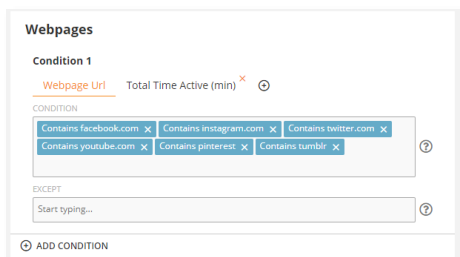 Webpages
Condition 1
Webpage Url Total Time Active (min)
CONDITION
Contains facebook.com x Contains instagram.com x Contains twitter.com x
Contains youtube.com x Contains pinterest x Contains tumblr x
EXCEPT
Start typing...
ADD CONDITION